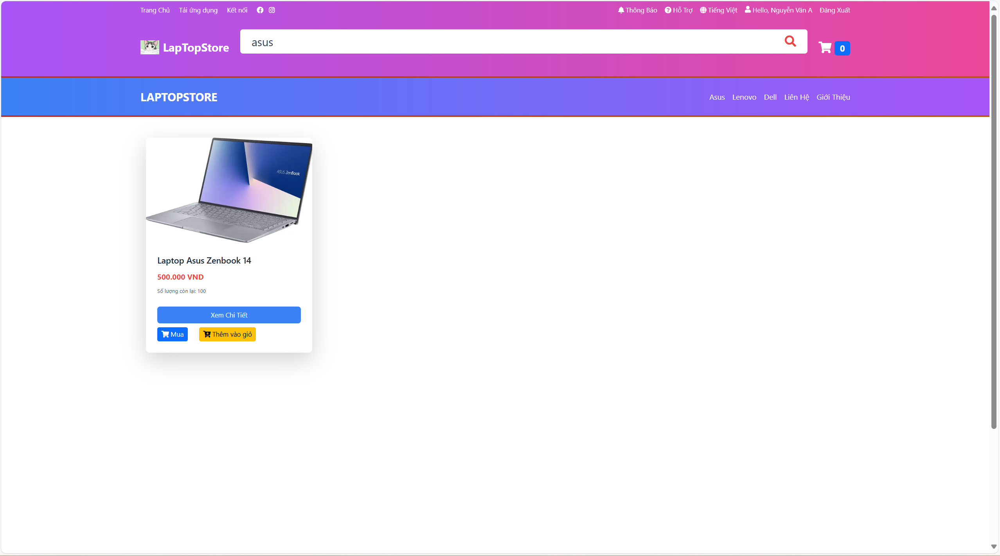 Trang Chủ Tải ứng dụng Kết nối Thông Báo Hỗ Trợ Tiếng Việt Hello, Nguyễn Văn A Đăng Xuất
LapTopStore asus 0
LAPTOPSTORE Asus Lenovo Dell Liên Hệ Giới Thiệu
ASUS ZenBook
Laptop Asus Zenbook 14
500.000 VND
Số lượng còn lại: 100
Xem Chi Tiết
Mua Thêm vào giỏ